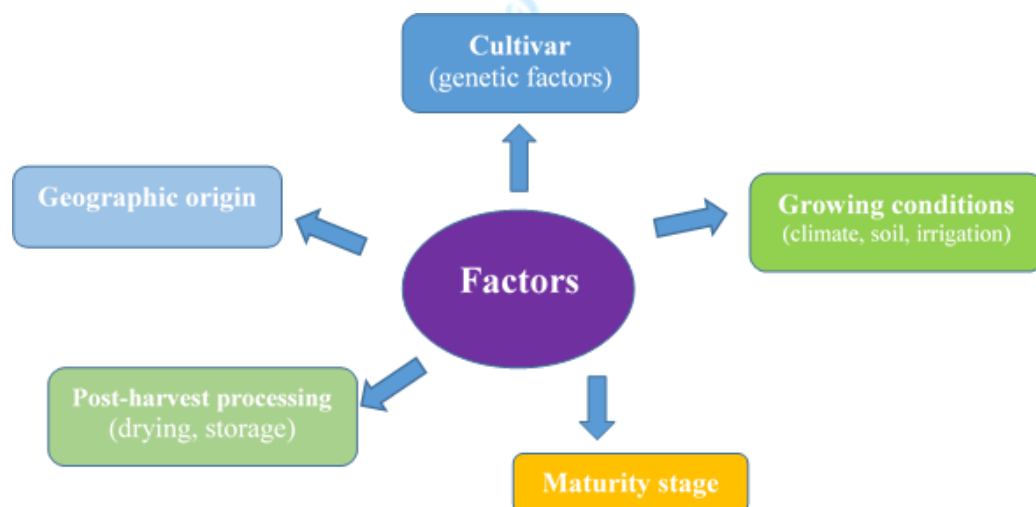 Cultivar
(genetic factors)
Geographic origin
Growing conditions
(climate, soil, irrigation)
Factors
Post-harvest processing
(drying, storage)
Maturity stage